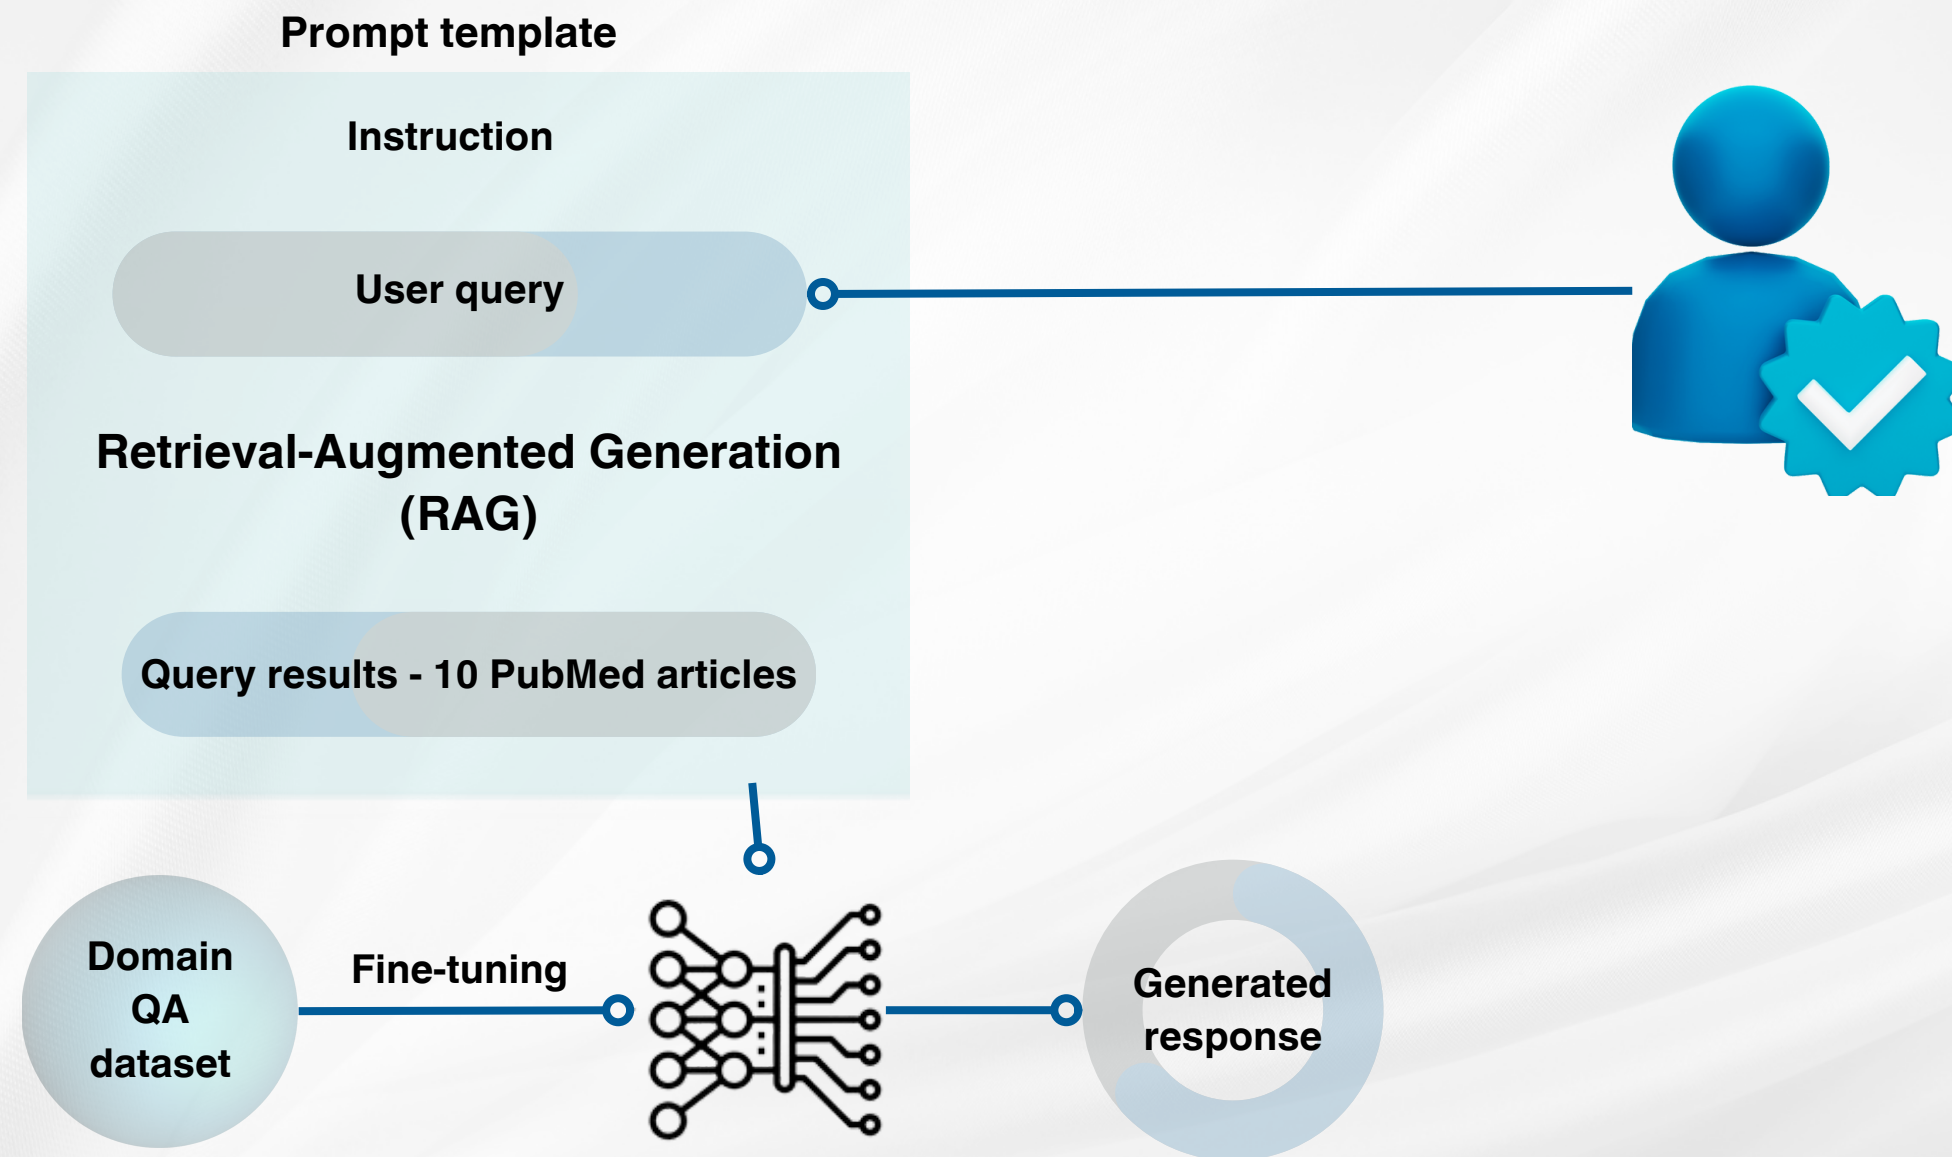 Prompt template
Instruction
User query
Retrieval-Augmented Generation
(RAG)
Query results - 10 PubMed articles
Domain
QA
dataset
Fine-tuning
Generated
response